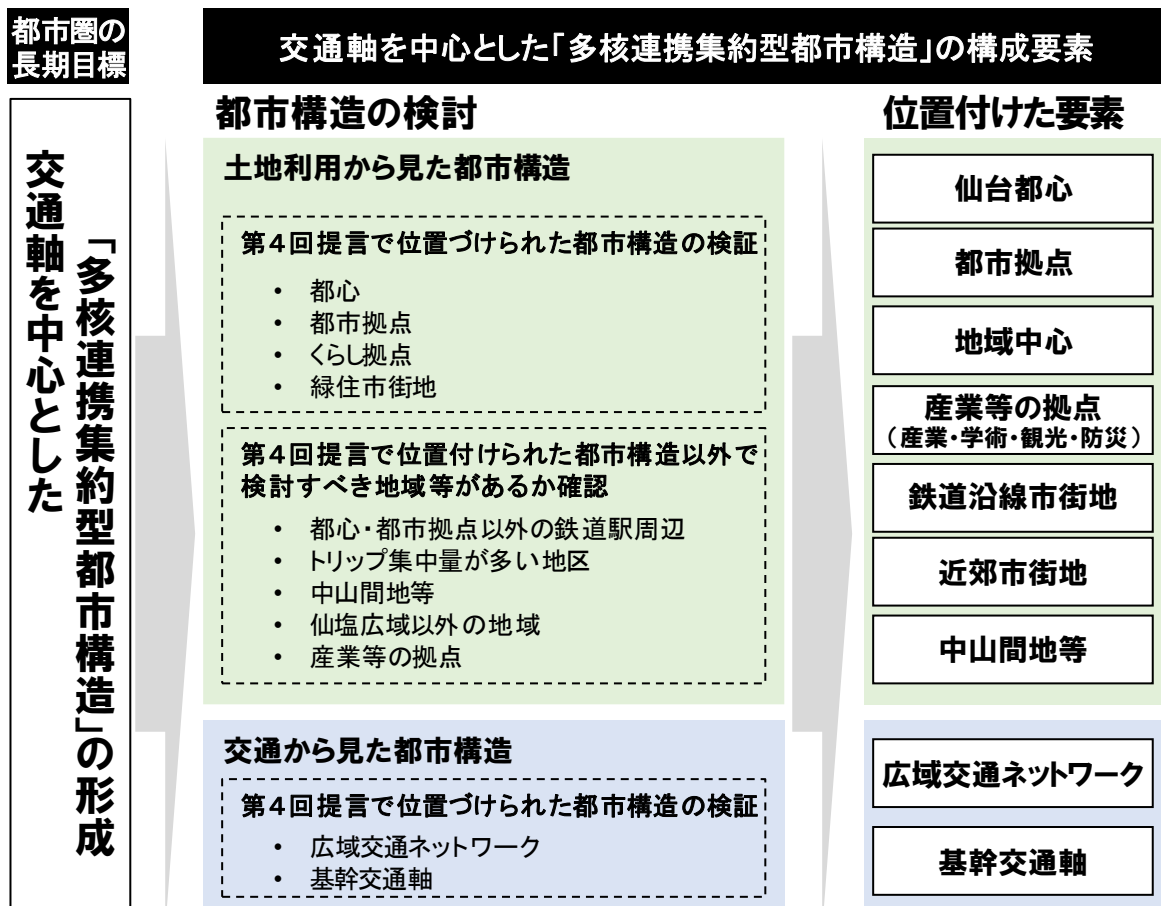 都市圏の
長期目標
交通軸を中心とした「多核連携集約型都市構造」の構成要素
交通軸を中心とした
「多核連携集約型都市構造」の形成
都市構造の検討
土地利用から見た都市構造
第４回提言で位置づけられた都市構造の検証
• 都心
• 都市拠点
• くらし拠点
• 緑住市街地
第４回提言で位置付けられた都市構造以外で
検討すべき地域等があるか確認
• 都心・都市拠点以外の鉄道駅周辺
• トリップ集中量が多い地区
• 中山間地等
• 仙塩広域以外の地域
• 産業等の拠点
交通から見た都市構造
第４回提言で位置づけられた都市構造の検証
• 広域交通ネットワーク
• 基幹交通軸
位置付けた要素
仙台都心
都市拠点
地域中心
産業等の拠点
（産業・学術・観光・防災）
鉄道沿線市街地
近郊市街地
中山間地等
広域交通ネットワーク
基幹交通軸